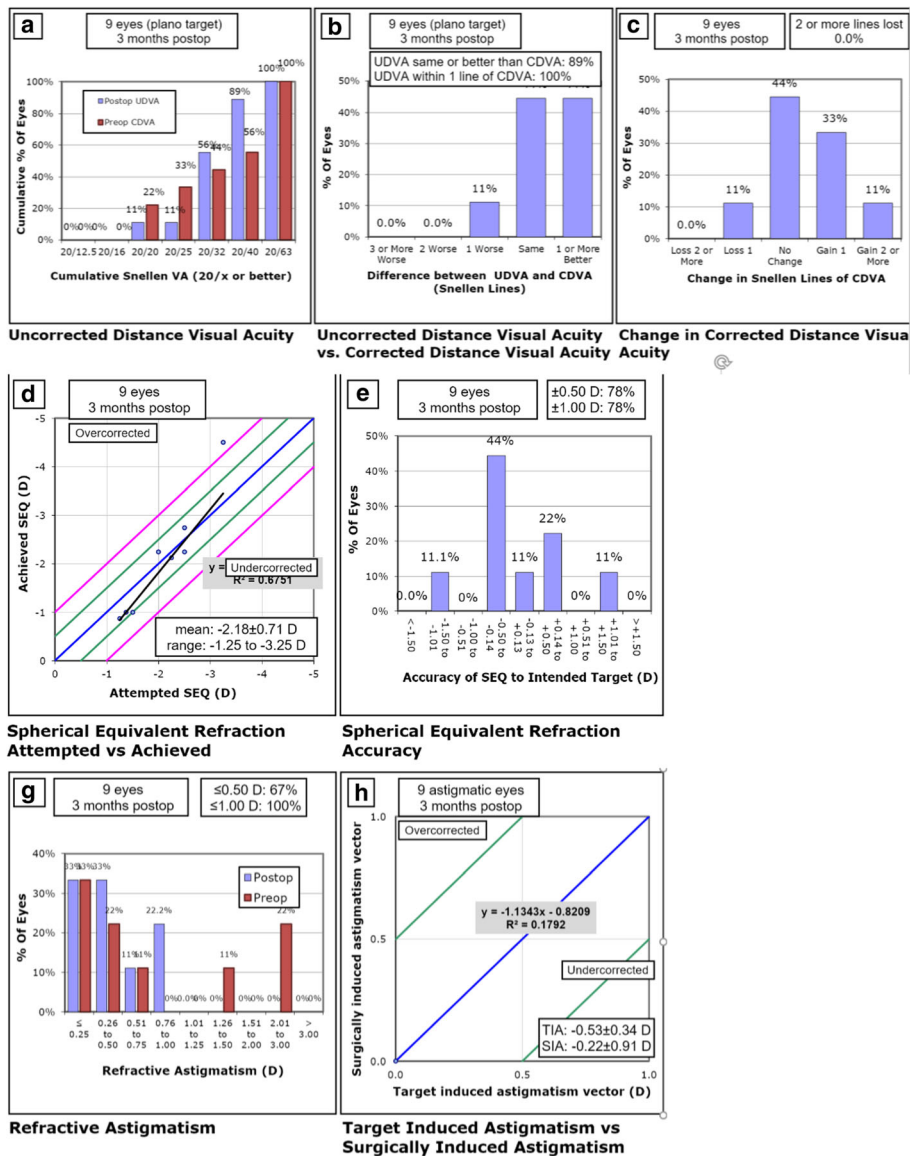 a
9 eyes (plano target)
3 months postop
100%
80%
60%
40%
20%
0%
Cumulative % Of Eyes
Postop UDVA
Preop CDVA
0%
0%
0%
0%
11%
22%
11%
33%
56%
44%
89%
56%
100%
100%
20/12.5
20/16
20/20
20/25
20/32
20/40
20/63
Cumulative Snellen VA (20/x or better)
Uncorrected Distance Visual Acuity
b
9 eyes (plano target)
3 months postop
UDVA same or better than CDVA: 89%
UDVA within 1 line of CDVA: 100%
50%
40%
30%
20%
10%
0%
% Of Eyes
0.0%
0.0%
11%
3 or More Worse
2 Worse
1 Worse
Same
1 or More Better
Difference between UDVA and CDVA
(Snellen Lines)
Uncorrected Distance Visual Acuity
vs. Corrected Distance Visual Acuity
c
9 eyes
3 months postop
2 or more lines lost
0.0%
50%
40%
30%
20%
10%
0%
% Of Eyes
0.0%
11%
44%
33%
11%
Loss 2 or More
Loss 1
No Change
Gain 1
Gain 2 or More
Change in Snellen Lines of CDVA
Change in Corrected Distance Visua
Acuity
d
9 eyes
3 months postop
Overcorrected
-5
-4
-3
-2
-1
0
Achieved SEQ (D)
y =
R² = 0.6751
Undercorrected
mean: -2.18±0.71 D
range: -1.25 to -3.25 D
0
-1
-2
-3
-4
-5
Attempted SEQ (D)
Spherical Equivalent Refraction
Attempted vs Achieved
e
9 eyes
3 months postop
±0.50 D: 78%
±1.00 D: 78%
50%
40%
30%
20%
10%
0%
% Of Eyes
0.0%
11.1%
0%
44%
11%
22%
0%
11%
0%
<-1.50
-1.50 to -1.01
-1.00 to -0.51
-0.50 to -0.14
-0.13 to +0.13
+0.14 to +0.50
+0.51 to +1.00
+1.01 to +1.50
>+1.50
Accuracy of SEQ to Intended Target (D)
Spherical Equivalent Refraction
Accuracy
g
9 eyes
3 months postop
≤0.50 D: 67%
≤1.00 D: 100%
40%
30%
20%
10%
0%
% Of Eyes
Postop
Preop
33%
33%
33%
22%
11%
11%
22.2%
0%
0.0%
0%
0%
11%
0%
0%
0%
22%
0%
0%
≤ 0.25
0.26 to 0.50
0.51 to 0.75
0.76 to 1.00
1.01 to 1.25
1.26 to 1.50
1.51 to 2.00
2.01 to 3.00
> 3.00
Refractive Astigmatism (D)
Refractive Astigmatism
h
9 astigmatic eyes
3 months postop
Overcorrected
1.0
0.5
0.0
Surgically induced astigmatism vector
y = -1.1343x - 0.8209
R² = 0.1792
Undercorrected
TIA: -0.53±0.34 D
SIA: -0.22±0.91 D
0.0
0.5
1.0
Target induced astigmatism vector (D)
Target Induced Astigmatism vs
Surgically Induced Astigmatism